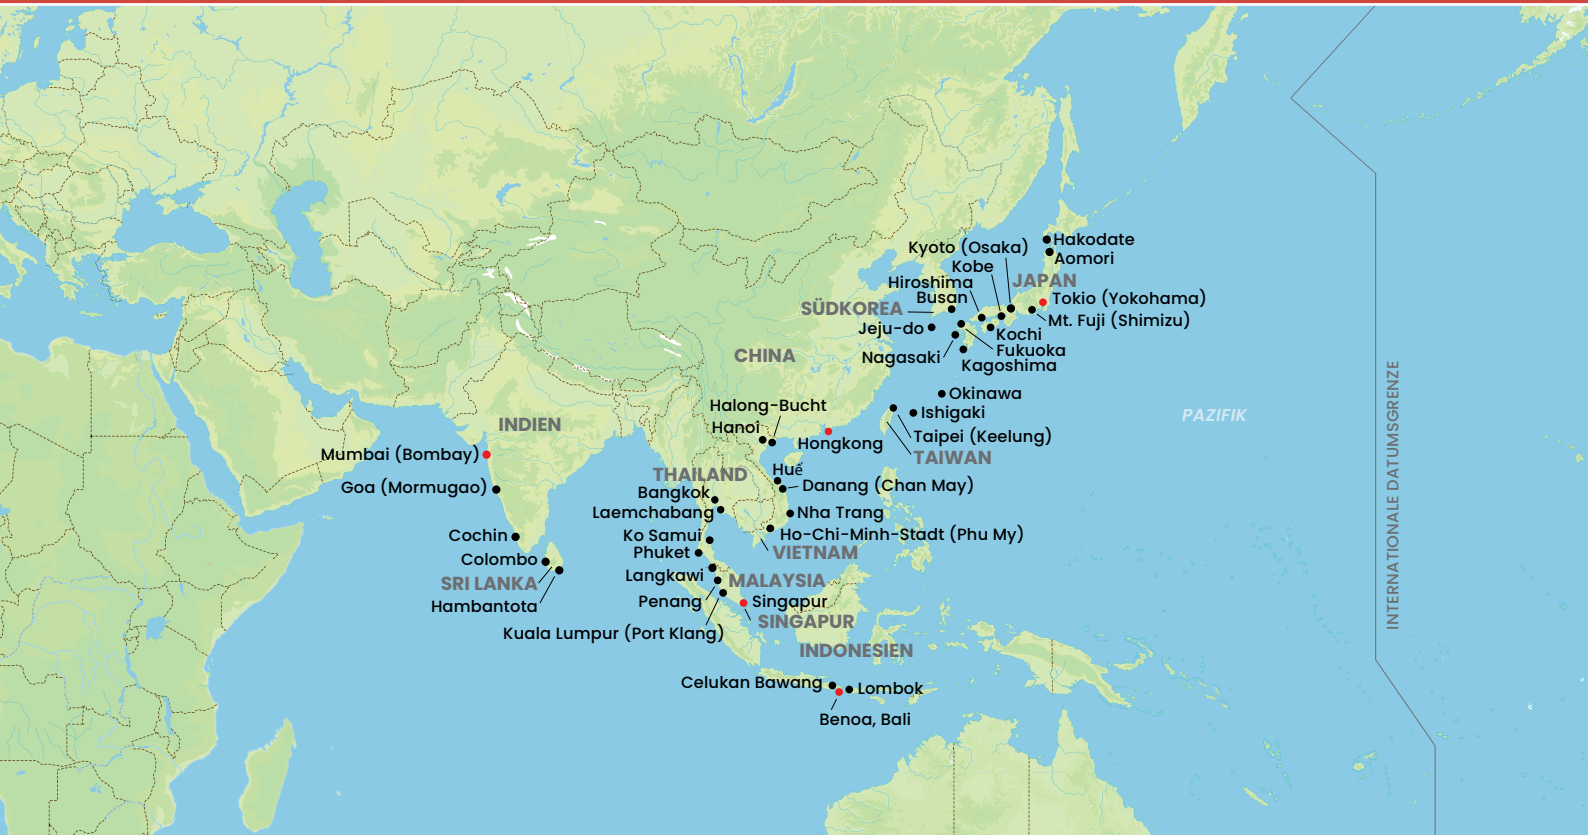 Hakodate
Kyoto (Osaka)
Aomori
Kobe
JAPAN
Hiroshima
Busan
Tokio (Yokohama)
SÜDKOREA
Mt. Fuji (Shimizu)
Jeju-do
Kochi
Fukuoka
Nagasaki
Kagoshima
CHINA
Okinawa
Ishigaki
Halong-Bucht
PAZIFIK
INDIEN
Hanoi
Hongkong
Taipei (Keelung)
TAIWAN
INTERNATIONALE DATUMSGRENZE
Mumbai (Bombay)
Huế
THAILAND
Goa (Mormugao)
Danang (Chan May)
Bangkok
Laemchabang
Nha Trang
Cochin
Ko Samui
Ho-Chi-Minh-Stadt (Phu My)
Phuket
VIETNAM
Colombo
Langkawi
MALAYSIA
SRI LANKA
Penang
Singapur
Hambantota
SINGAPUR
Kuala Lumpur (Port Klang)
INDONESIEN
Celukan Bawang
Lombok
Benoa, Bali